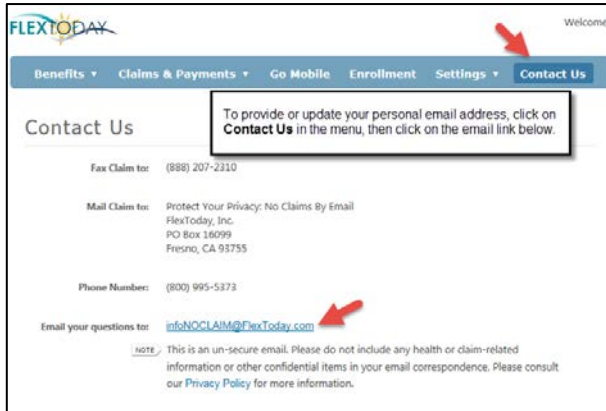 FLEXTODAY
Welcome
Benefits ▾ Claims & Payments ▾ Go Mobile Enrollment Settings ▾ Contact Us
To provide or update your personal email address, click on
Contact Us in the menu, then click on the email link below.
Contact Us
Fax Claim to: (888) 207-2310
Mail Claim to: Protect Your Privacy: No Claims By Email
FlexToday, Inc.
PO Box 16099
Fresno, CA 93755
Phone Number: (800) 995-5373
Email your questions to: infoNOCLAIM@FlexToday.com
NOTE This is an un-secure email. Please do not include any health or claim-related
information or other confidential items in your email correspondence. Please consult
our Privacy Policy for more information.